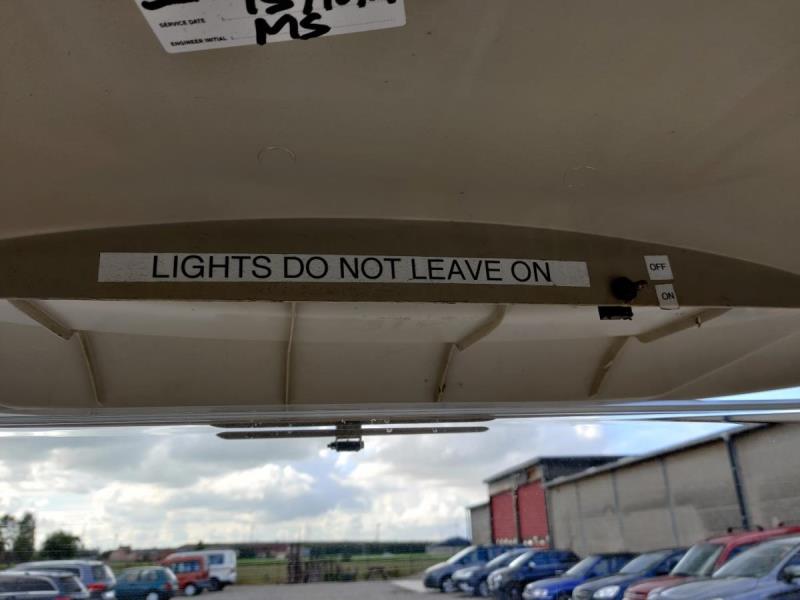 SERVICE DATE
ENGINEER INITIAL : MS
LIGHTS DO NOT LEAVE ON
OFF
ON